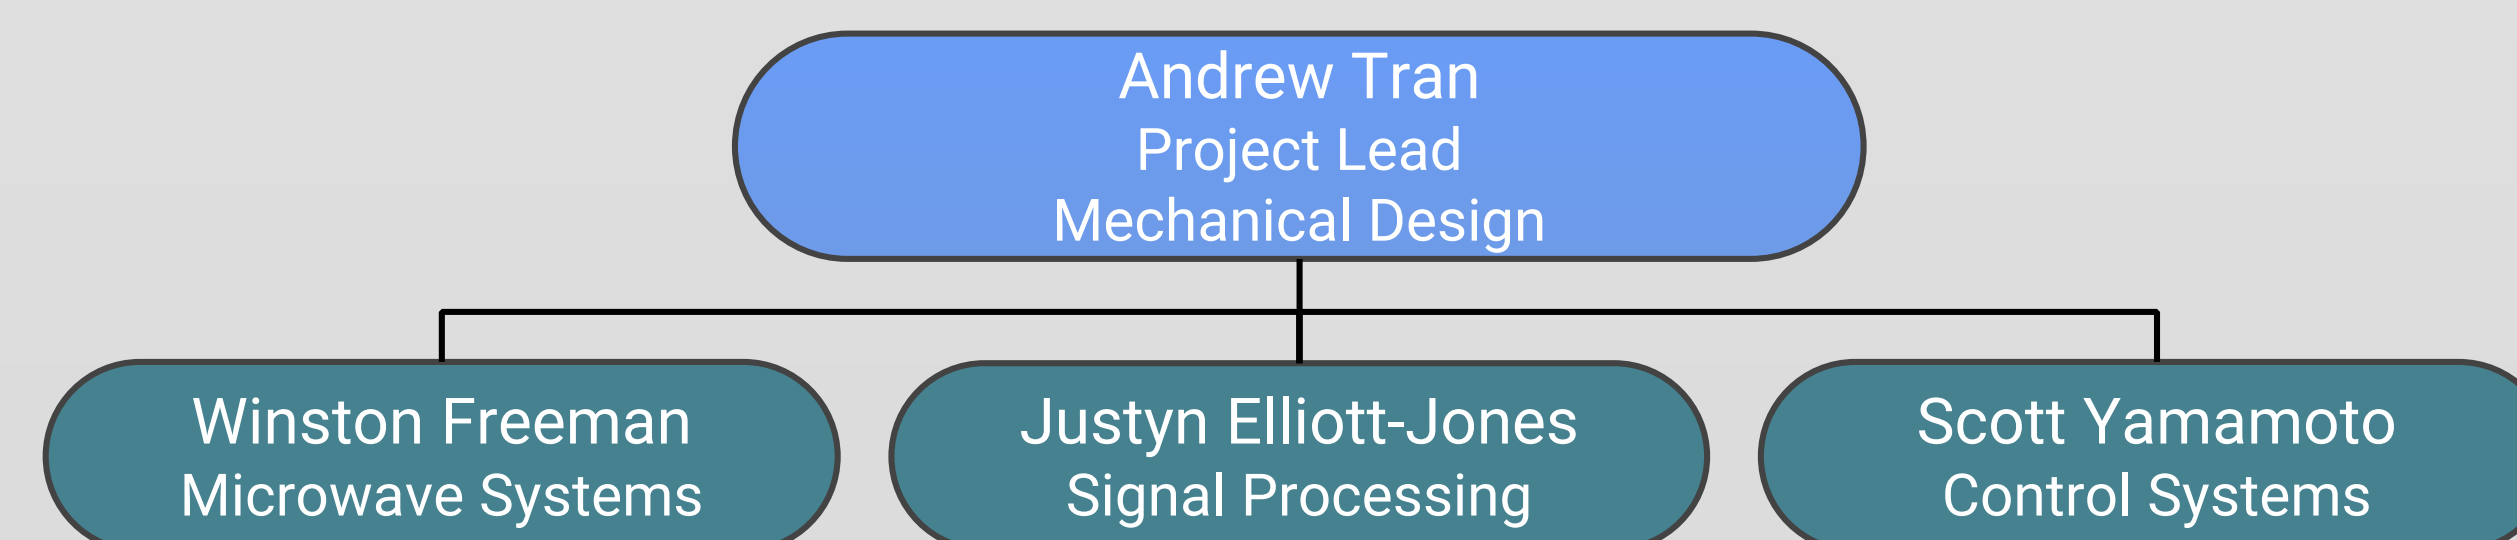 Andrew Tran
Project Lead
Mechanical Design
Winston Freeman
Microwave Systems
Justyn Elliott-Jones
Signal Processing
Scott Yamamoto
Control Systems